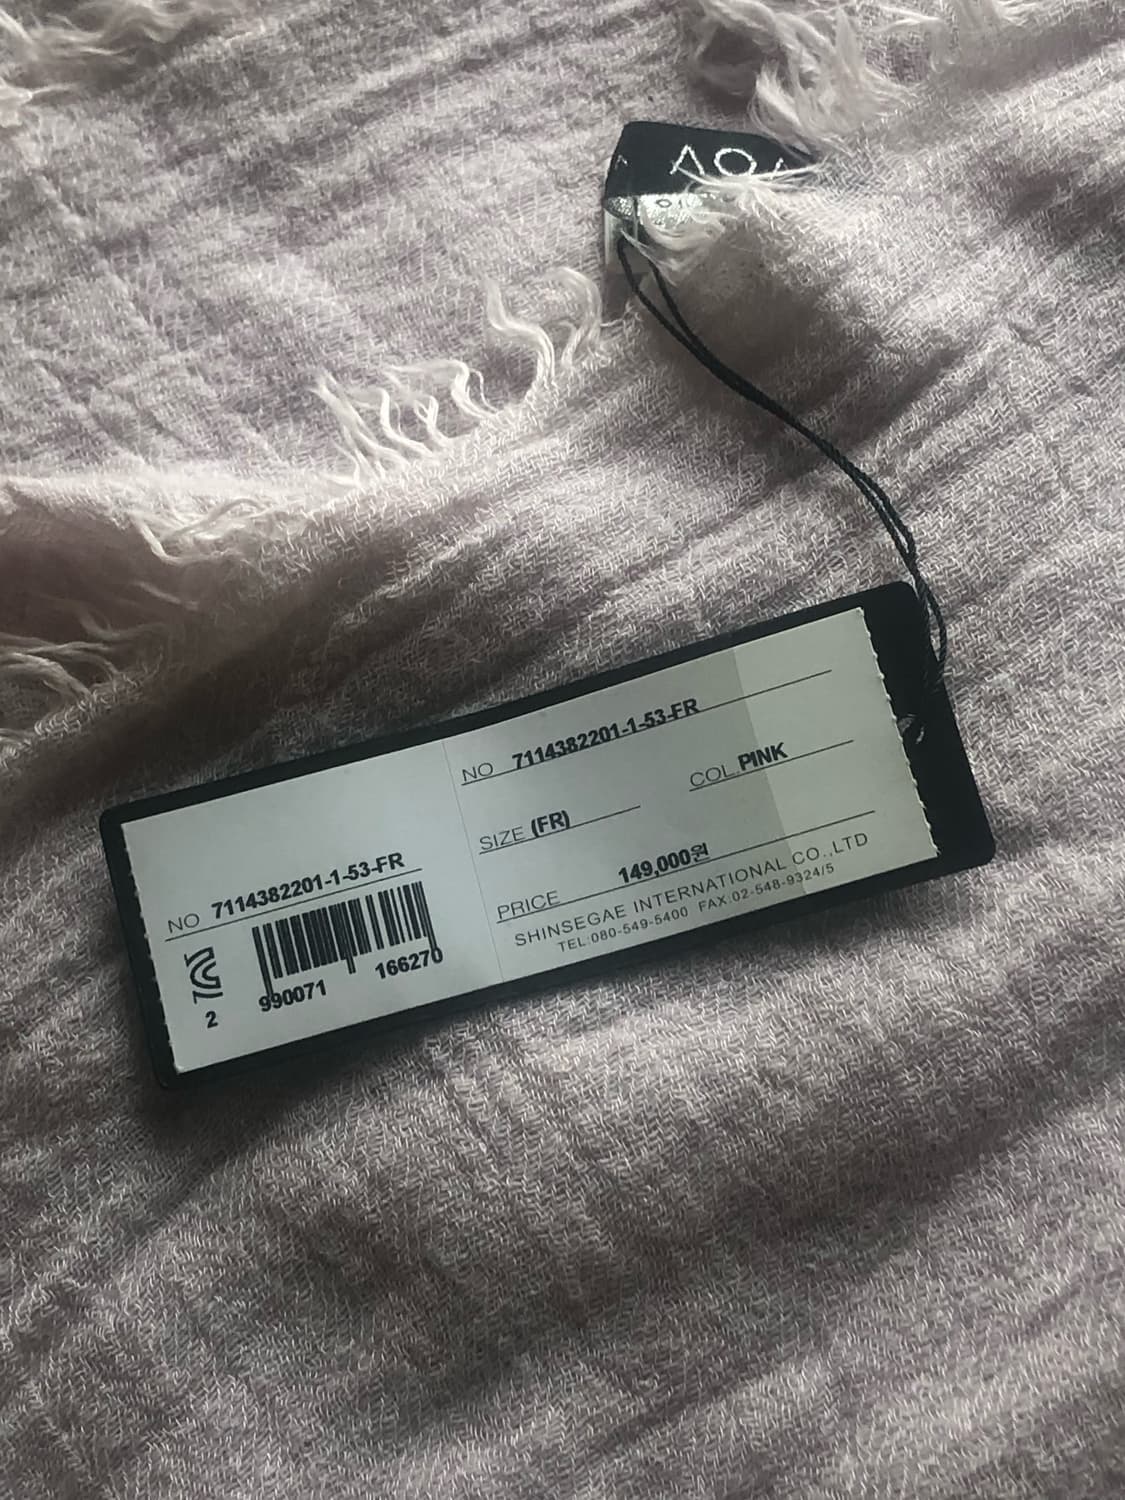 NO 7114382201-1-53-FR
990071 166270
2
NO 7114382201-1-53-FR
SIZE (FR) COL. PINK
PRICE 149,000원
SHINSEGAE INTERNATIONAL CO.,LTD
TEL:080-549-5400 FAX:02-548-9324/5